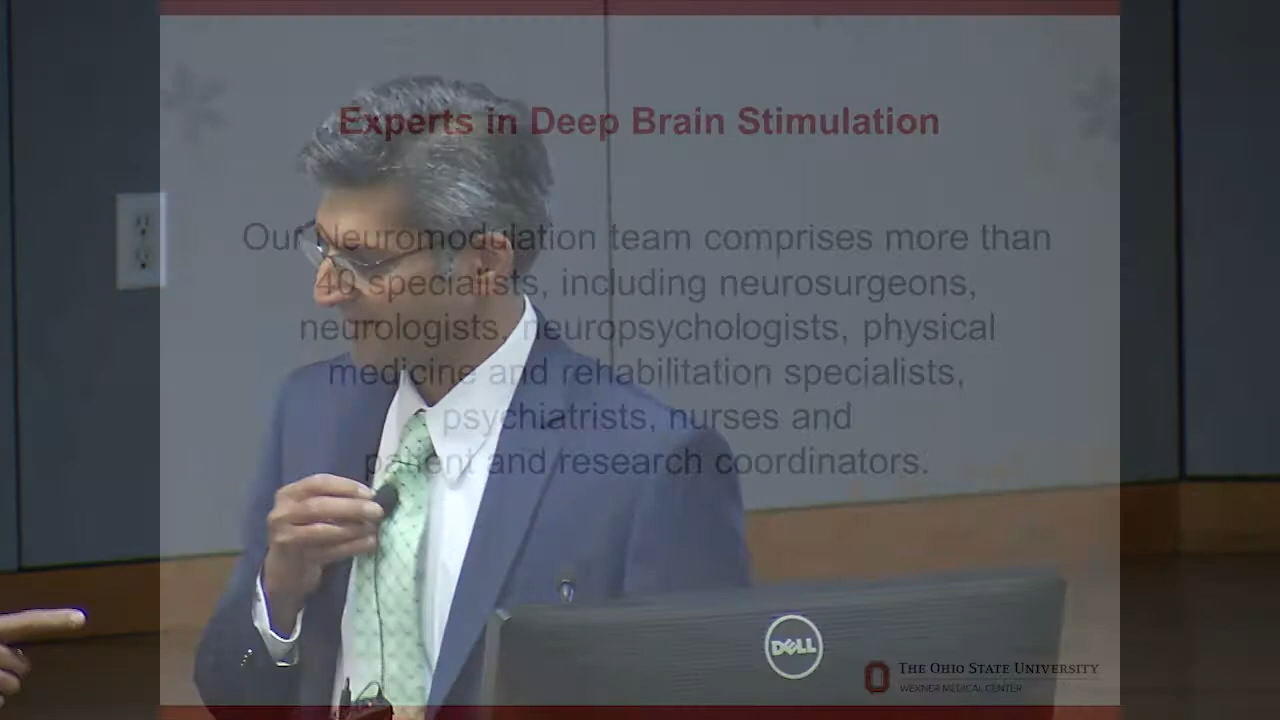 Experts in Deep Brain Stimulation
Our Neuromodulation team comprises more than
40 specialists, including neurosurgeons,
neurologists, neuropsychologists, physical
medicine and rehabilitation specialists,
psychiatrists, nurses and
patient and research coordinators.
DELL
THE OHIO STATE UNIVERSITY
WEXNER MEDICAL CENTER